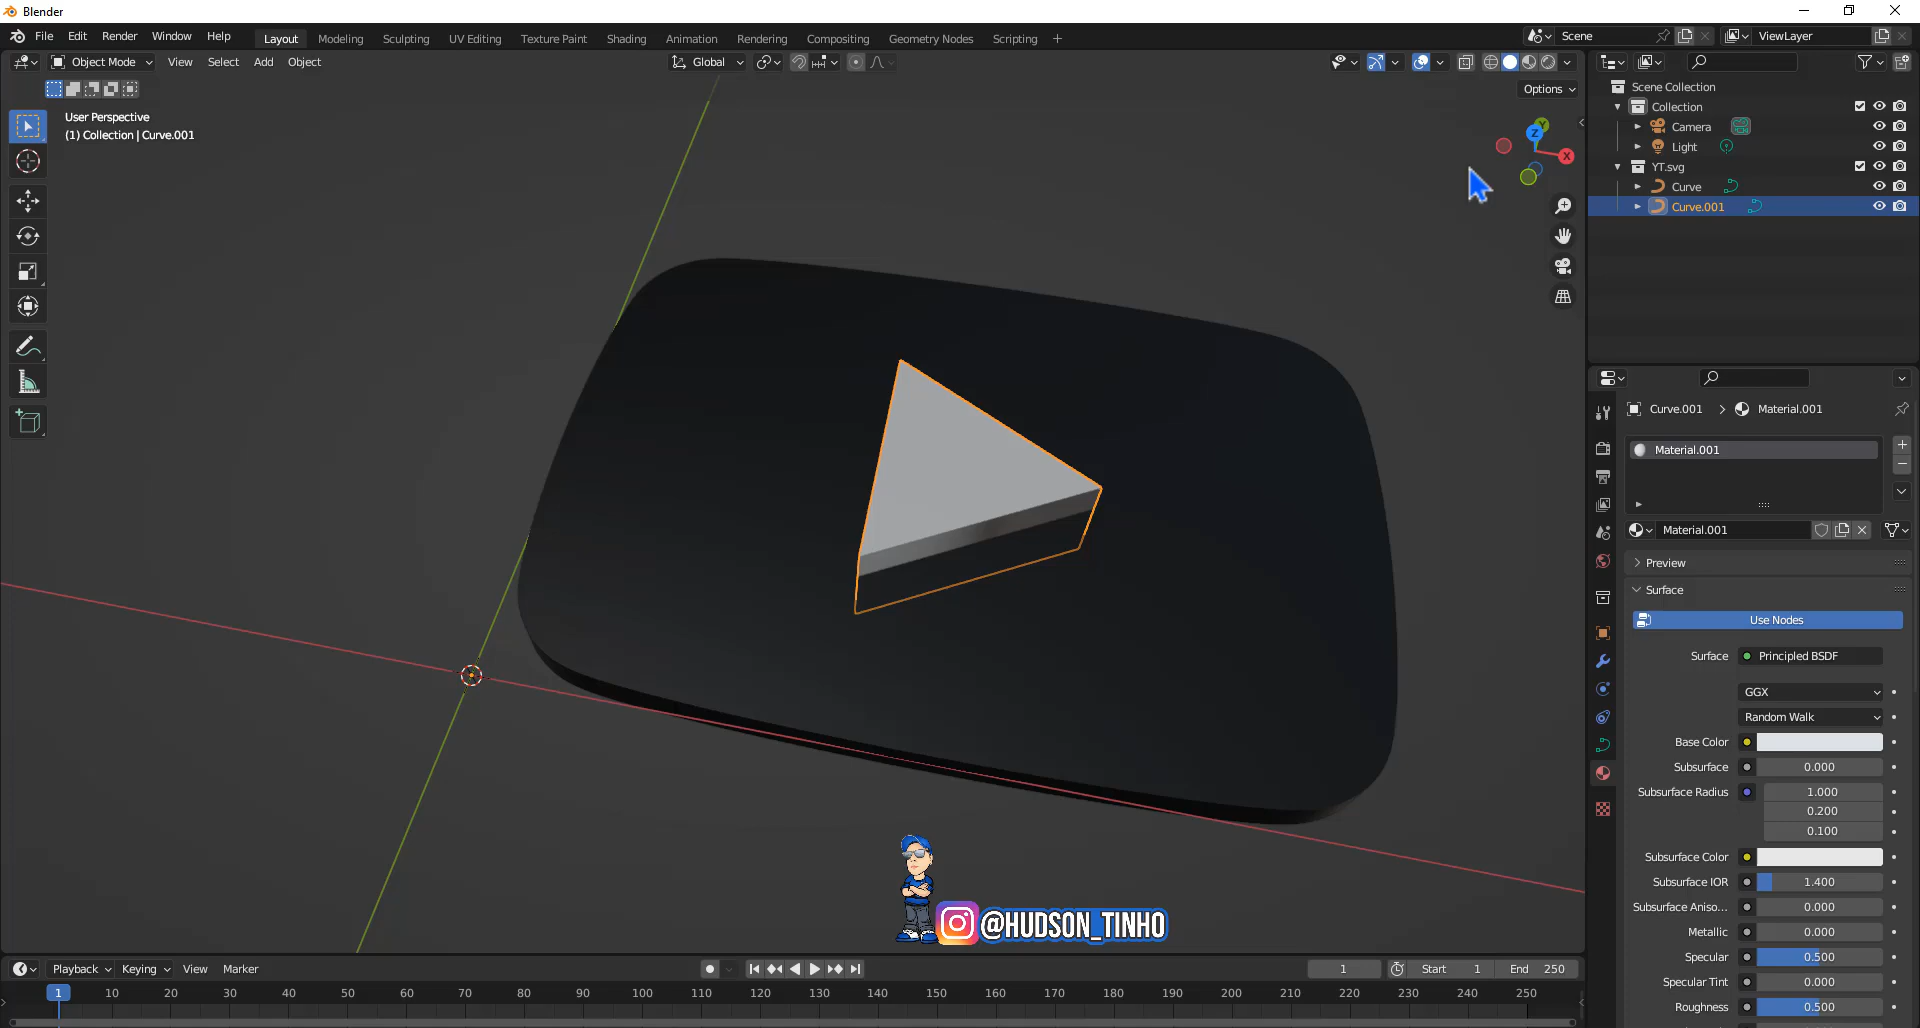 Blender
File Edit Render Window Help
Layout Modeling Sculpting UV Editing Texture Paint Shading Animation Rendering Compositing Geometry Nodes Scripting +
Scene
ViewLayer
Object Mode View Select Add Object
Global
Options
User Perspective
(1) Collection | Curve.001
Y
Z
X
Scene Collection
Collection
Camera
Light
YT.svg
Curve
Curve.001
Curve.001 > Material.001
Material.001
Material.001
Preview
Surface
Use Nodes
Surface Principled BSDF
GGX
Random Walk
Base Color
Subsurface 0.000
Subsurface Radius 1.000
0.200
0.100
Subsurface Color
Subsurface IOR 1.400
Subsurface Aniso... 0.000
Metallic 0.000
Specular 0.500
Specular Tint 0.000
Roughness 0.500
@HUDSON_TINHO
Playback Keying View Marker
1
Start 1
End 250
1 10 20 30 40 50 60 70 80 90 100 110 120 130 140 150 160 170 180 190 200 210 220 230 240 250